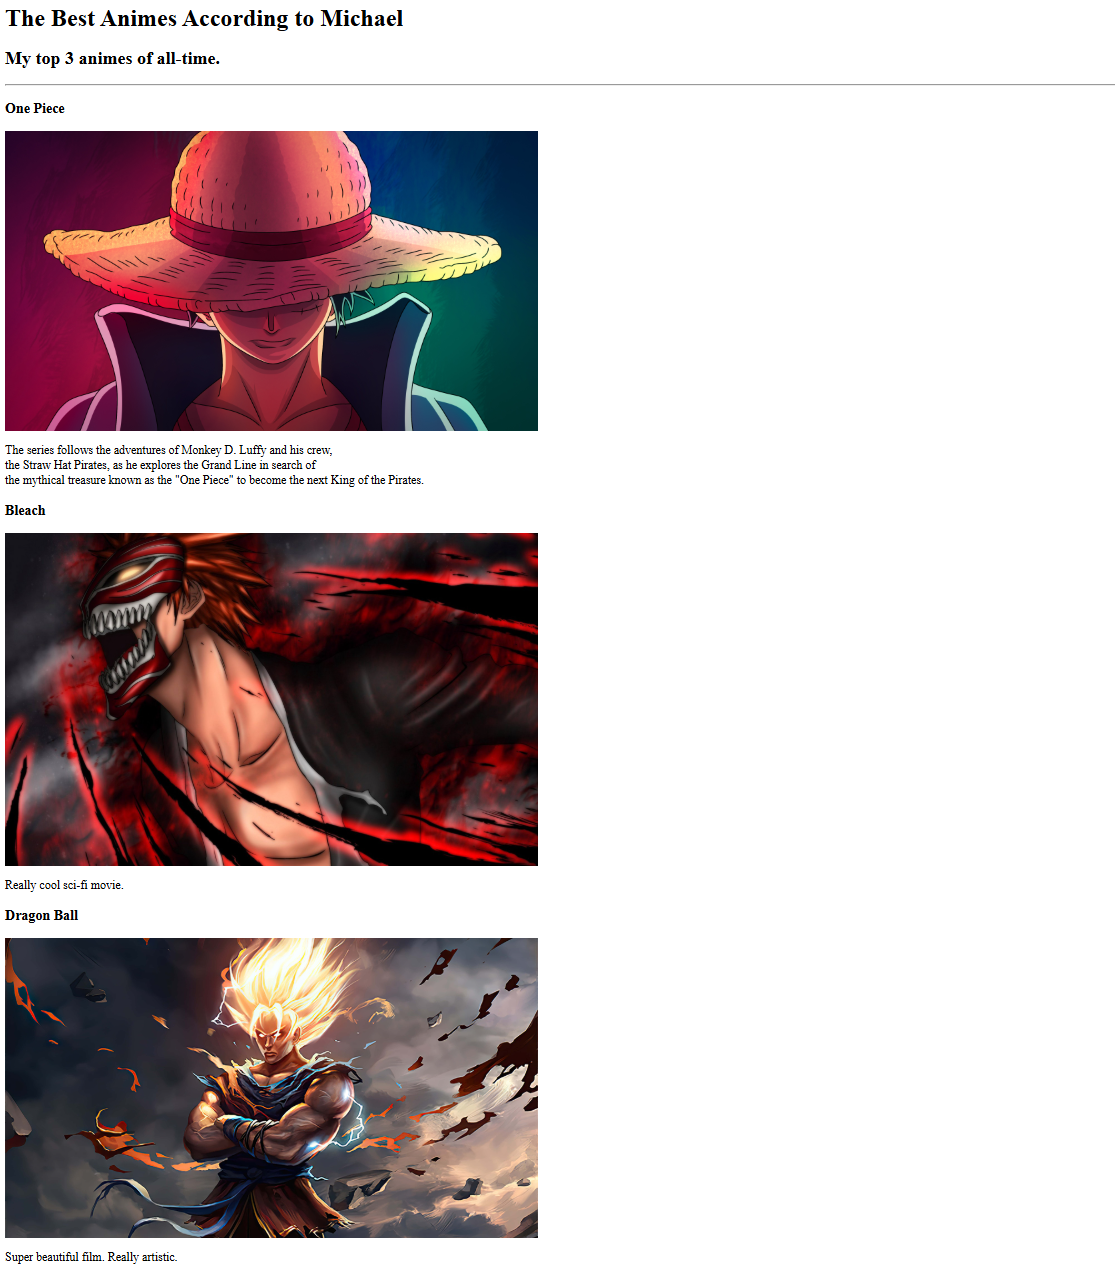 The Best Animes According to Michael
My top 3 animes of all-time.
One Piece
The series follows the adventures of Monkey D. Luffy and his crew,
the Straw Hat Pirates, as he explores the Grand Line in search of
the mythical treasure known as the "One Piece" to become the next King of the Pirates.
Bleach
Really cool sci-fi movie.
Dragon Ball
Super beautiful film. Really artistic.